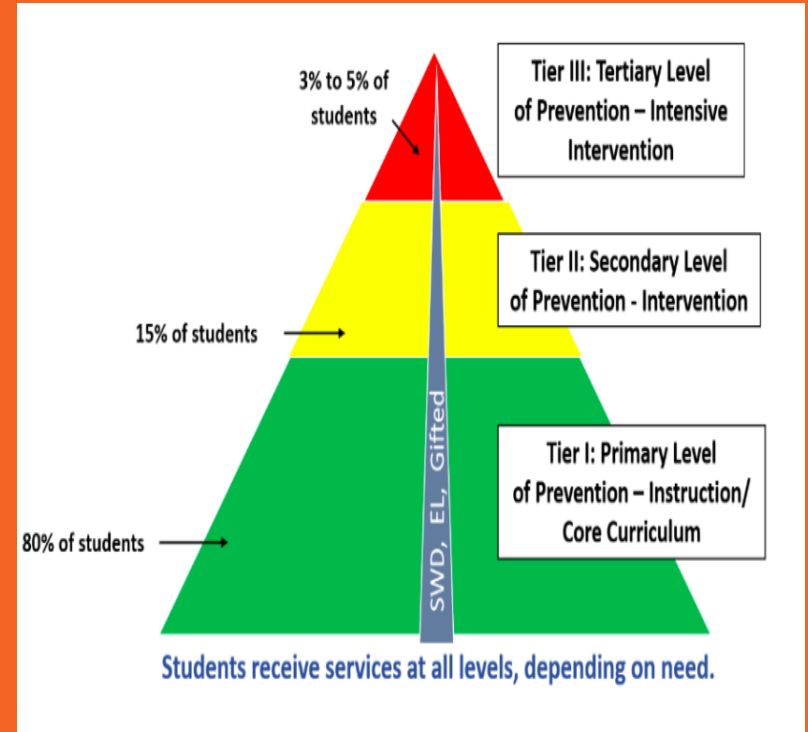 3% to 5% of
students
Tier III: Tertiary Level
of Prevention – Intensive
Intervention
Tier II: Secondary Level
of Prevention - Intervention
15% of students
Tier I: Primary Level
of Prevention – Instruction/
Core Curriculum
80% of students
SWD, EL, Gifted
Students receive services at all levels, depending on need.